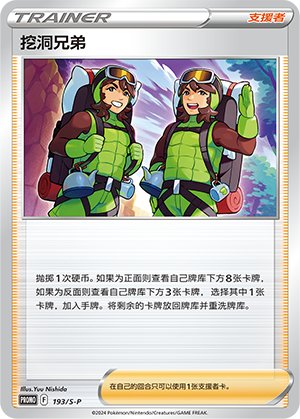 TRAINER
支援者
挖洞兄弟
抛掷1次硬币。如果为正面则查看自己牌库下方8张卡牌，
如果为反面则查看自己牌库下方3张卡牌，选择其中1张
卡牌，加入手牌。将剩余的卡牌放回牌库并重洗牌库。
Illus.Yuu Nishida
PROMO F 193/S-P
在自己的回合只可以使用1张支援者卡。
©2024 Pokémon/Nintendo/Creatures/GAME FREAK.